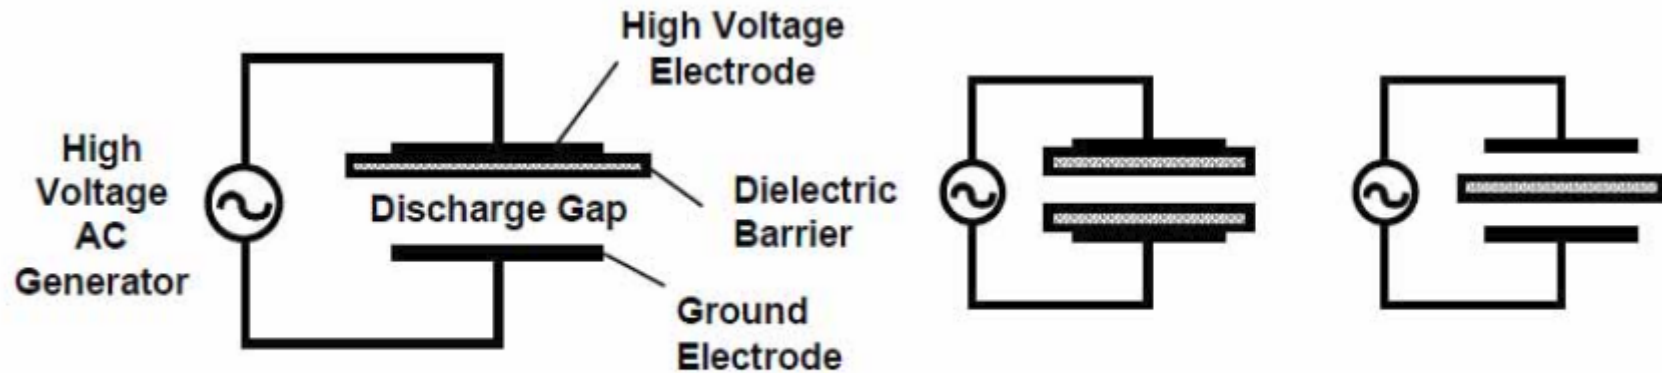 High Voltage
Electrode
High
Voltage
AC
Generator
Discharge Gap
Dielectric
Barrier
Ground
Electrode